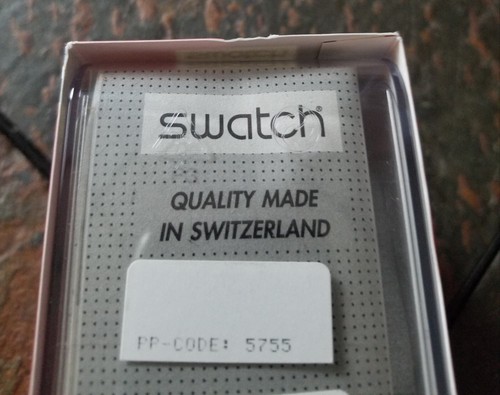 swatch
QUALITY MADE
IN SWITZERLAND
PP-CODE: 5755